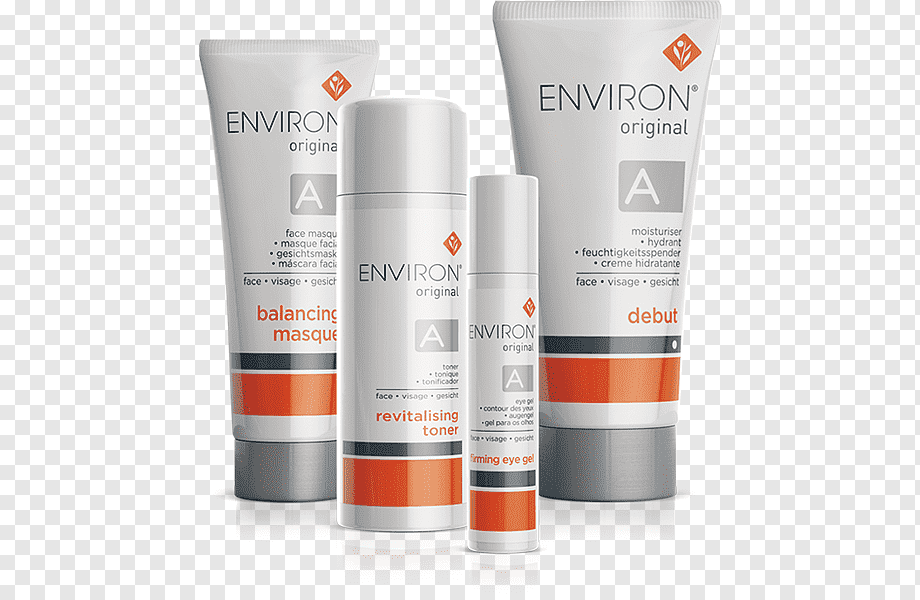 ENVIRON
original
A
face masque
• masque facia
• gesichtsmask
• máscara facia
face • visage • gesich
balancing
masque
ENVIRON®
original
A
toner
• tonique
• tonificador
face • visage • gesicht
revitalising
toner
ENVIRON®
original
A
eye gel
• contour des yeux
• augengel
• gel para os olhos
face • visage • gesicht
firming eye gel
ENVIRON®
original
A
moisturiser
• hydrant
• feuchtigkeitsspender
• creme hidratante
face • visage • gesicht
debut